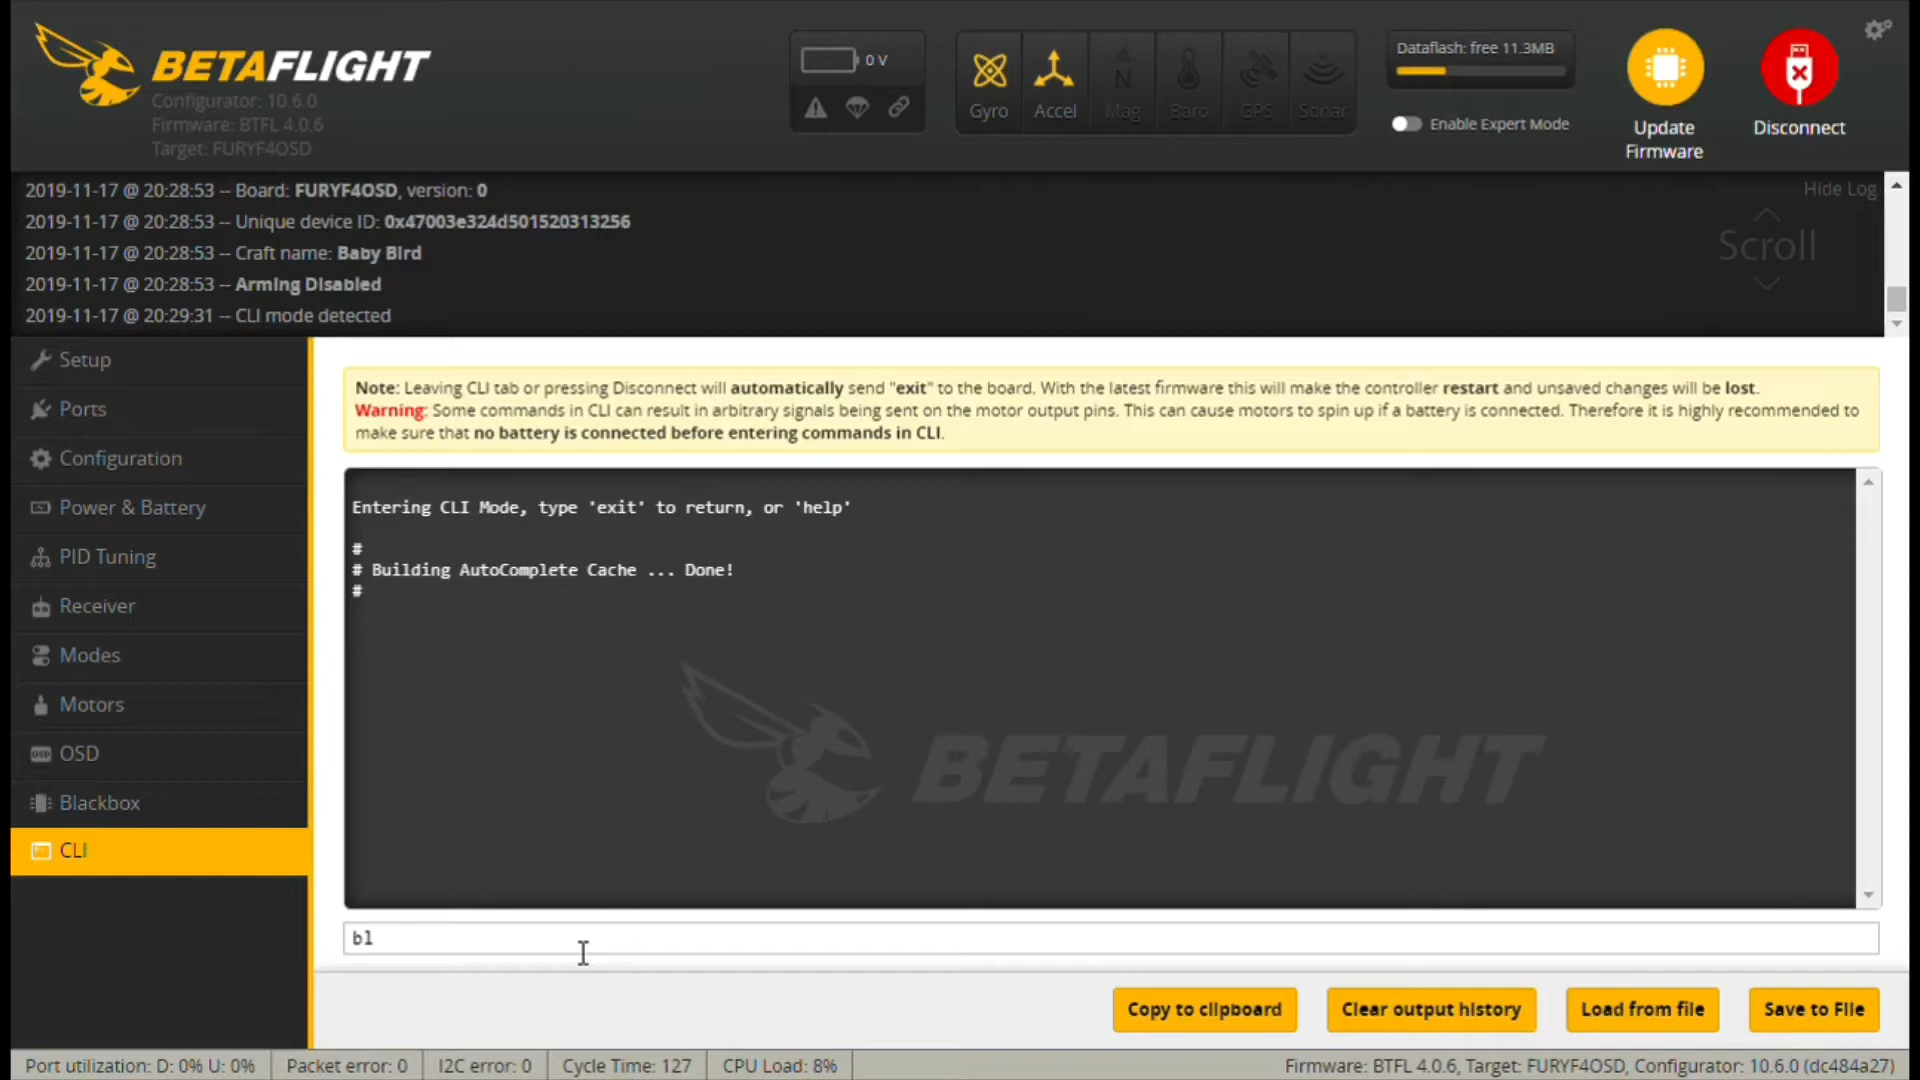 BETAFLIGHT
Configurator: 10.6.0
Firmware: BTFL 4.0.6
Target: FURYF4OSD
0 V
Gyro
Accel
Mag
Baro
GPS
Sonar
Dataflash: free 11.3MB
Enable Expert Mode
Update
Firmware
Disconnect
2019-11-17 @ 20:28:53 -- Board: FURYF4OSD, version: 0
2019-11-17 @ 20:28:53 -- Unique device ID: 0x47003e324d501520313256
2019-11-17 @ 20:28:53 -- Craft name: Baby Bird
2019-11-17 @ 20:28:53 -- Arming Disabled
2019-11-17 @ 20:29:31 -- CLI mode detected
Hide Log
Scroll
Setup
Ports
Configuration
Power & Battery
PID Tuning
Receiver
Modes
Motors
OSD
Blackbox
CLI
Note: Leaving CLI tab or pressing Disconnect will automatically send "exit" to the board. With the latest firmware this will make the controller restart and unsaved changes will be lost.
Warning: Some commands in CLI can result in arbitrary signals being sent on the motor output pins. This can cause motors to spin up if a battery is connected. Therefore it is highly recommended to
make sure that no battery is connected before entering commands in CLI.
Entering CLI Mode, type 'exit' to return, or 'help'
#
# Building AutoComplete Cache ... Done!
#
BETAFLIGHT
bl
Copy to clipboard
Clear output history
Load from file
Save to File
Port utilization: D: 0% U: 0%
Packet error: 0
I2C error: 0
Cycle Time: 127
CPU Load: 8%
Firmware: BTFL 4.0.6, Target: FURYF4OSD, Configurator: 10.6.0 (dc484a27)